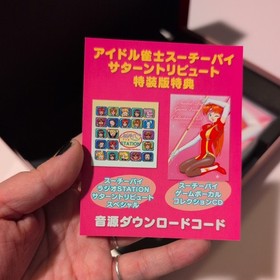 アイドル雀士スーチーパイ
サターントリビュート
特装版特典
スーチーパイ
ラジオSTATION
サターントリビュート
スペシャル
スーチーパイ
ゲームボーカル
コレクションCD
音源ダウンロードコード